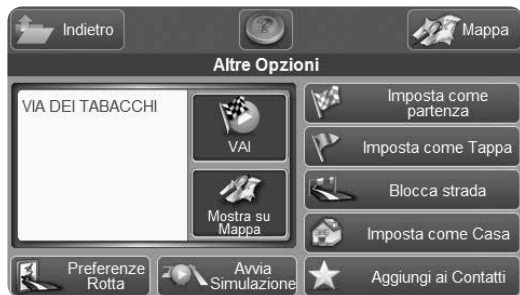 Indietro
Mappa
Altre Opzioni
VIA DEI TABACCHI
VAI
Mostra su
Mappa
Imposta come
partenza
Imposta come Tappa
Blocca strada
Imposta come Casa
Aggiungi ai Contatti
Preferenze
Rotta
Avvia
Simulazione